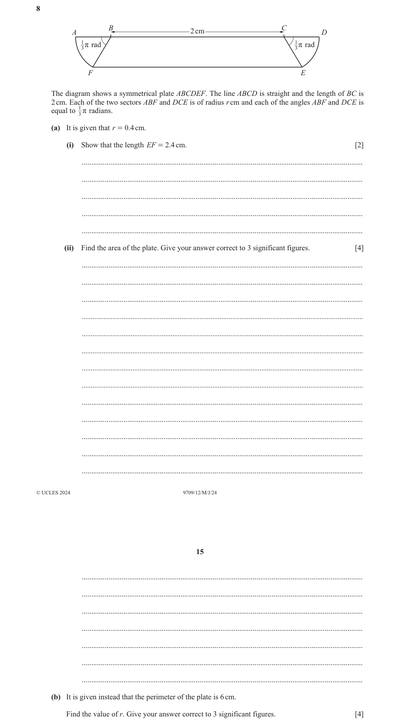 8
A B 2 cm C D
1/3 π rad 1/3 π rad
F E
The diagram shows a symmetrical plate ABCDEF. The line ABCD is straight and the length of BC is
2 cm. Each of the two sectors ABF and DCE is of radius r cm and each of the angles ABF and DCE is
equal to 1/3 π radians.
(a) It is given that r = 0.4 cm.
(i) Show that the length EF = 2.4 cm. [2]
(ii) Find the area of the plate. Give your answer correct to 3 significant figures. [4]
© UCLES 2024 9709/12/M/J/24
15
(b) It is given instead that the perimeter of the plate is 6 cm.
Find the value of r. Give your answer correct to 3 significant figures. [4]